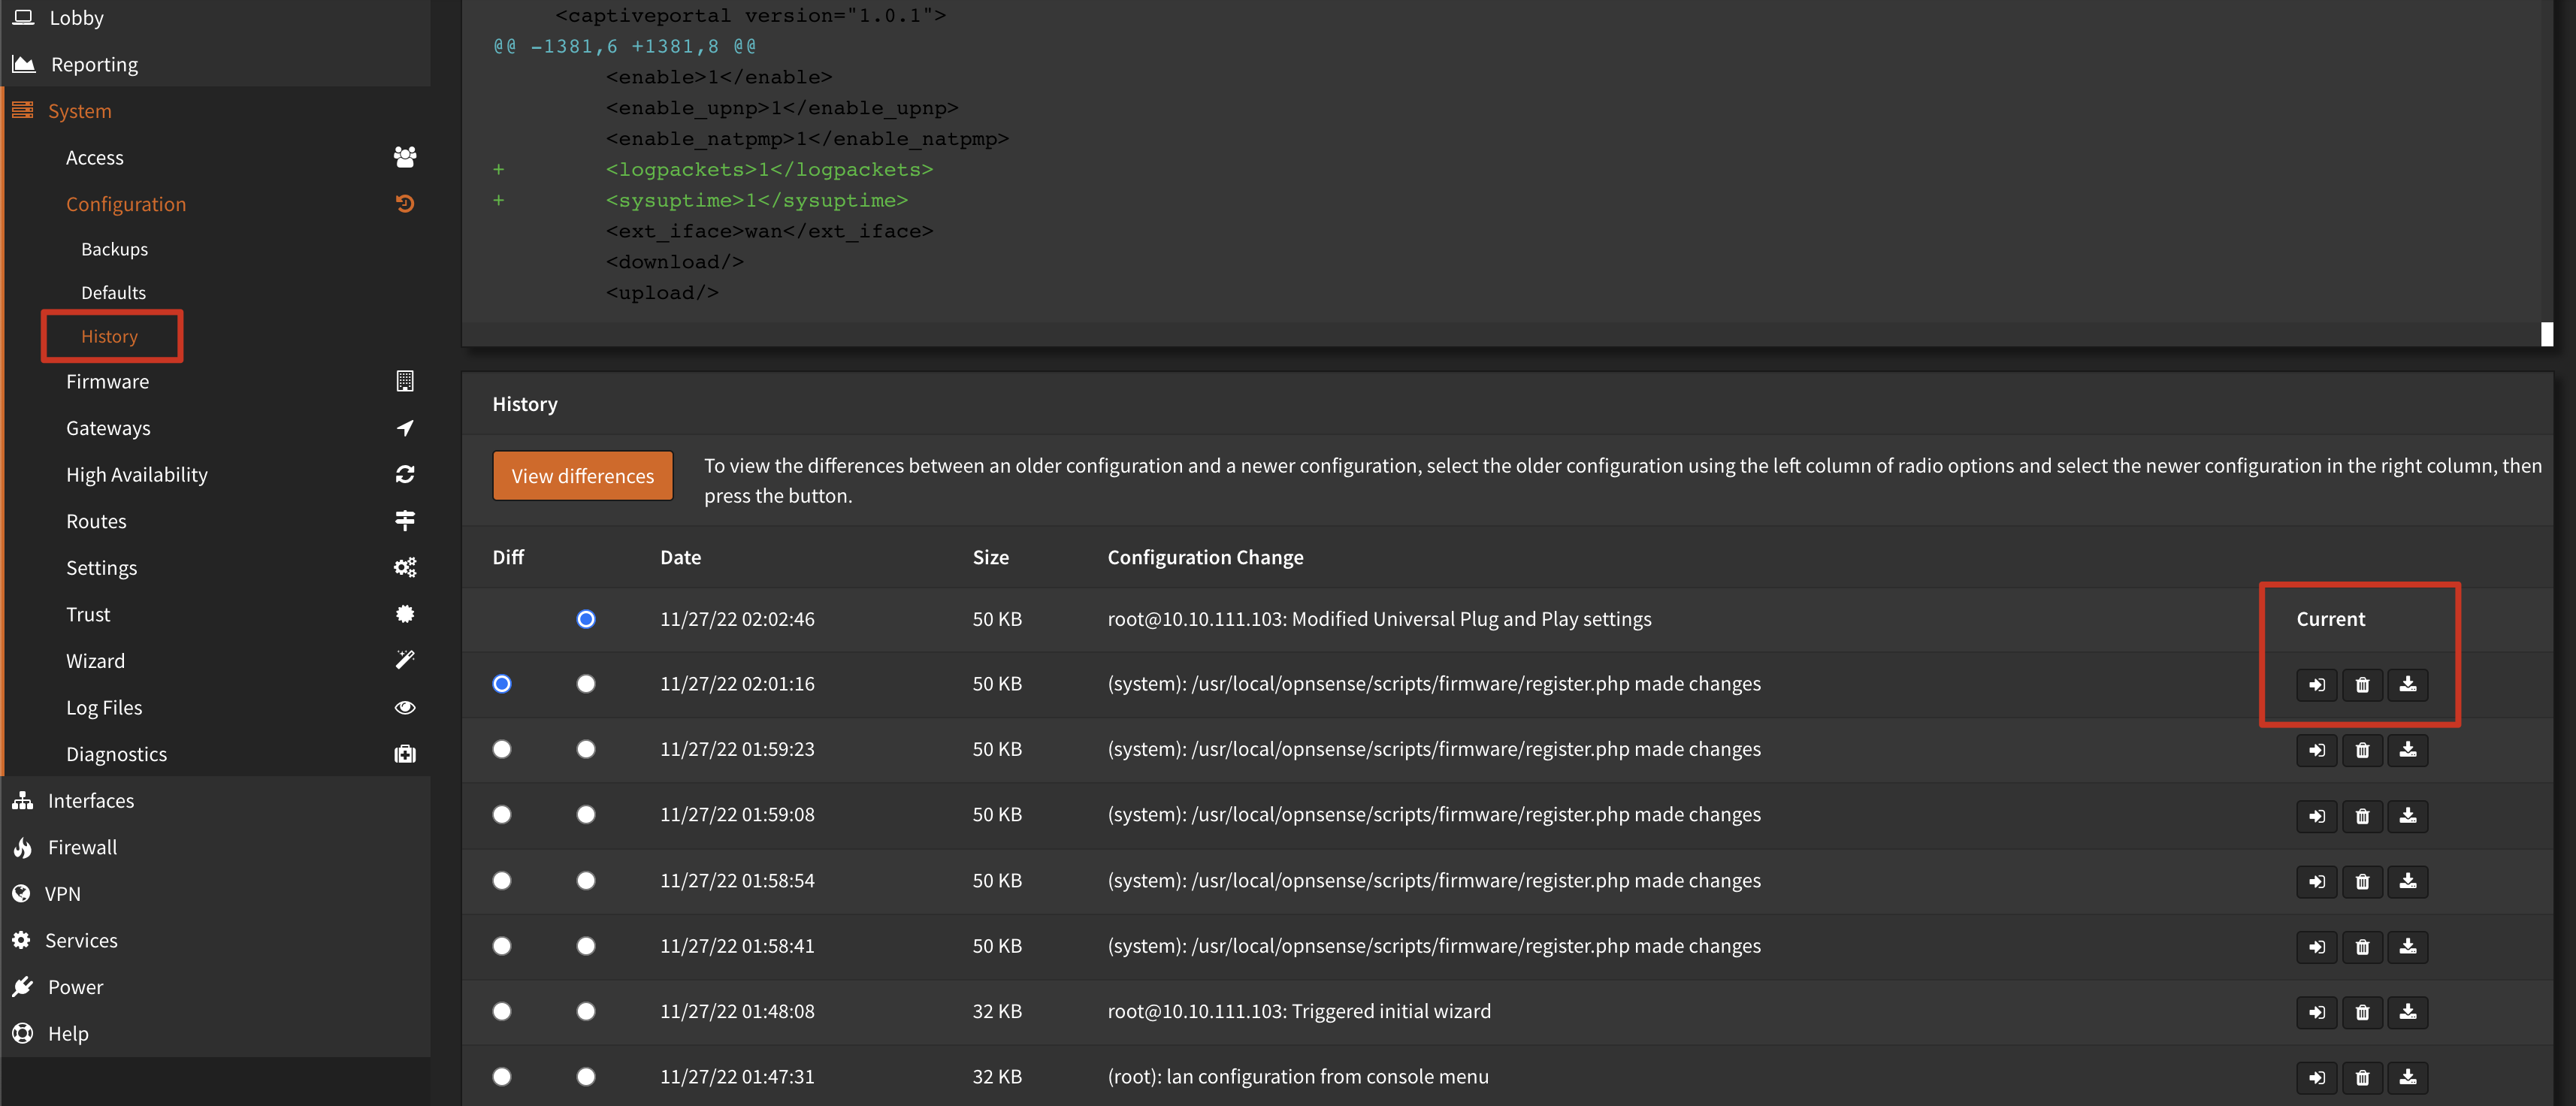 Lobby
Reporting
System
Access
Configuration
Backups
Defaults
History
Firmware
Gateways
High Availability
Routes
Settings
Trust
Wizard
Log Files
Diagnostics
Interfaces
Firewall
VPN
Services
Power
Help
<captiveportal version="1.0.1">
@@ -1381,6 +1381,8 @@
<enable>1</enable>
<enable_upnp>1</enable_upnp>
<enable_natpmp>1</enable_natpmp>
+ <logpackets>1</logpackets>
+ <sysuptime>1</sysuptime>
<ext_iface>wan</ext_iface>
<download/>
<upload/>
History
View differences
To view the differences between an older configuration and a newer configuration, select the older configuration using the left column of radio options and select the newer configuration in the right column, then
press the button.
Diff Date Size Configuration Change
11/27/22 02:02:46 50 KB root@10.10.111.103: Modified Universal Plug and Play settings Current
11/27/22 02:01:16 50 KB (system): /usr/local/opnsense/scripts/firmware/register.php made changes
11/27/22 01:59:23 50 KB (system): /usr/local/opnsense/scripts/firmware/register.php made changes
11/27/22 01:59:08 50 KB (system): /usr/local/opnsense/scripts/firmware/register.php made changes
11/27/22 01:58:54 50 KB (system): /usr/local/opnsense/scripts/firmware/register.php made changes
11/27/22 01:58:41 50 KB (system): /usr/local/opnsense/scripts/firmware/register.php made changes
11/27/22 01:48:08 32 KB root@10.10.111.103: Triggered initial wizard
11/27/22 01:47:31 32 KB (root): lan configuration from console menu